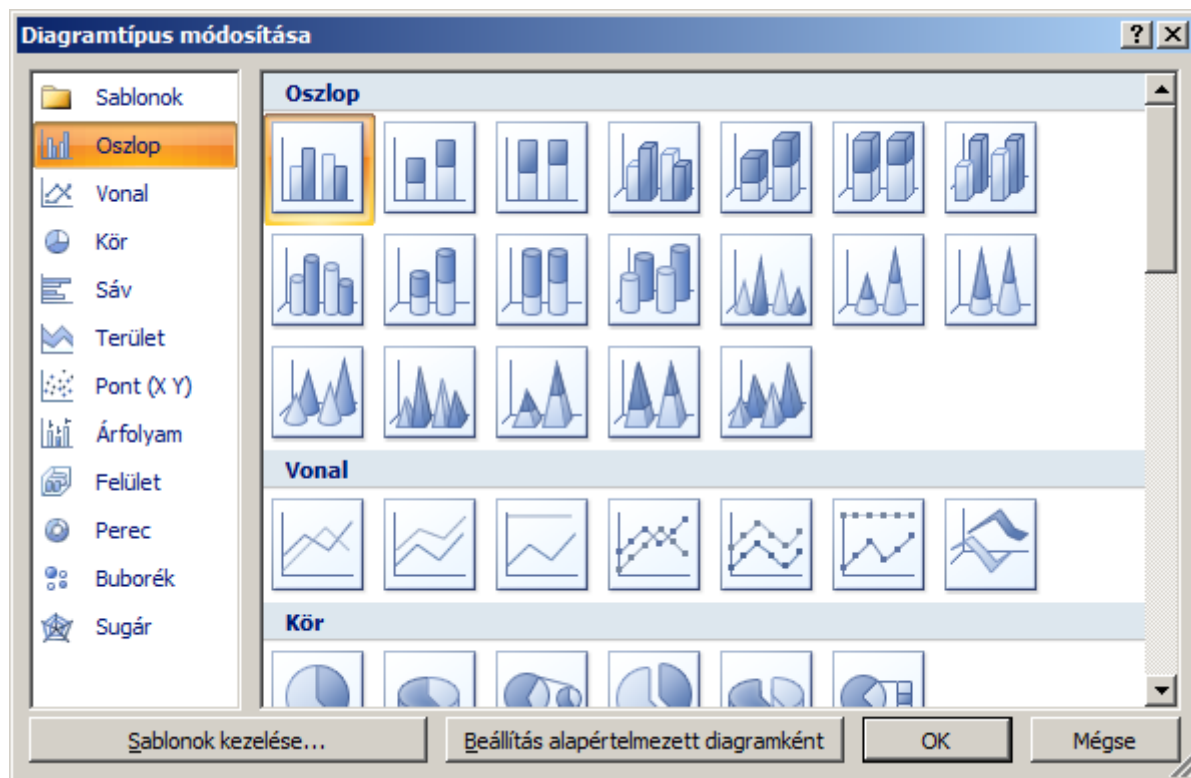 Diagramtípus módosítása
Sablonok
Oszlop
Vonal
Kör
Sáv
Terület
Pont (X Y)
Árfolyam
Felület
Perec
Buborék
Sugár
Oszlop
Vonal
Kör
Sablonok kezelése...
Beállítás alapértelmezett diagramként
OK
Mégse